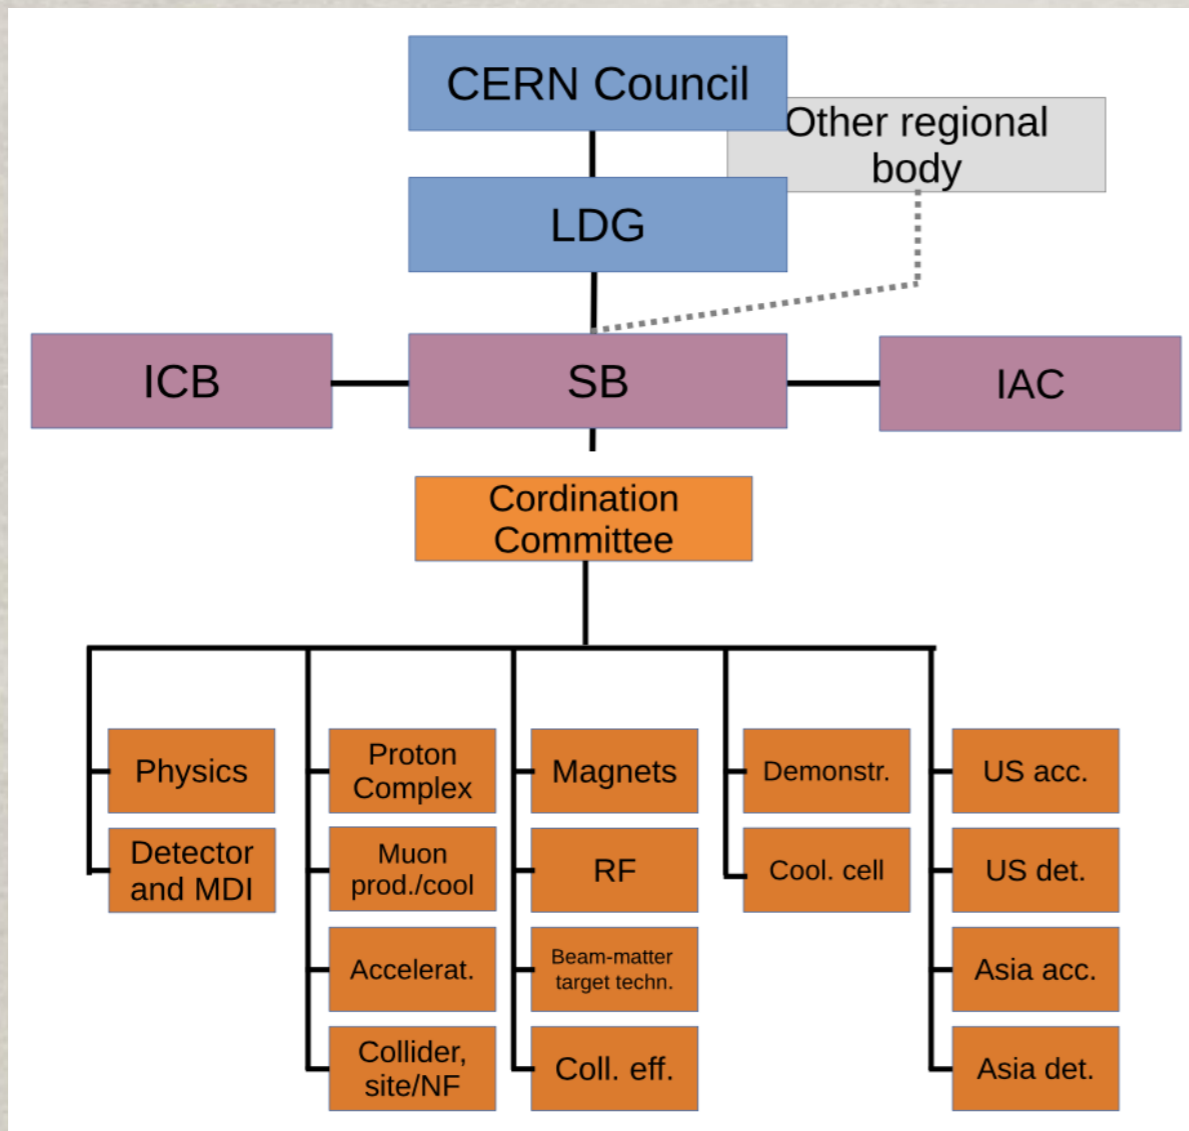 CERN Council
Other regional
body
LDG
ICB
SB
IAC
Cordination
Committee
Physics
Proton
Complex
Magnets
Demonstr.
US acc.
Detector
and MDI
Muon
prod./cool
RF
Cool. cell
US det.
Accelerat.
Beam-matter
target techn.
Asia acc.
Collider,
site/NF
Coll. eff.
Asia det.